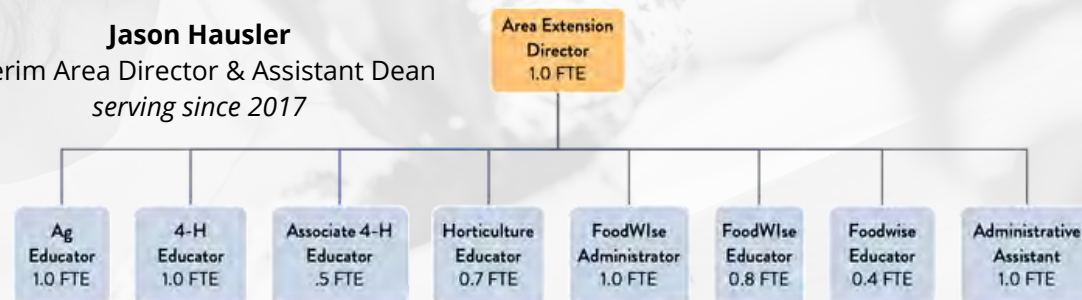 Jason Hausler
erim Area Director & Assistant Dean
serving since 2017
Area Extension
Director
1.0 FTE
Ag
Educator
1.0 FTE
4-H
Educator
1.0 FTE
Associate 4-H
Educator
.5 FTE
Horticulture
Educator
0.7 FTE
FoodWIse
Administrator
1.0 FTE
FoodWIse
Educator
0.8 FTE
Foodwise
Educator
0.4 FTE
Administrative
Assistant
1.0 FTE